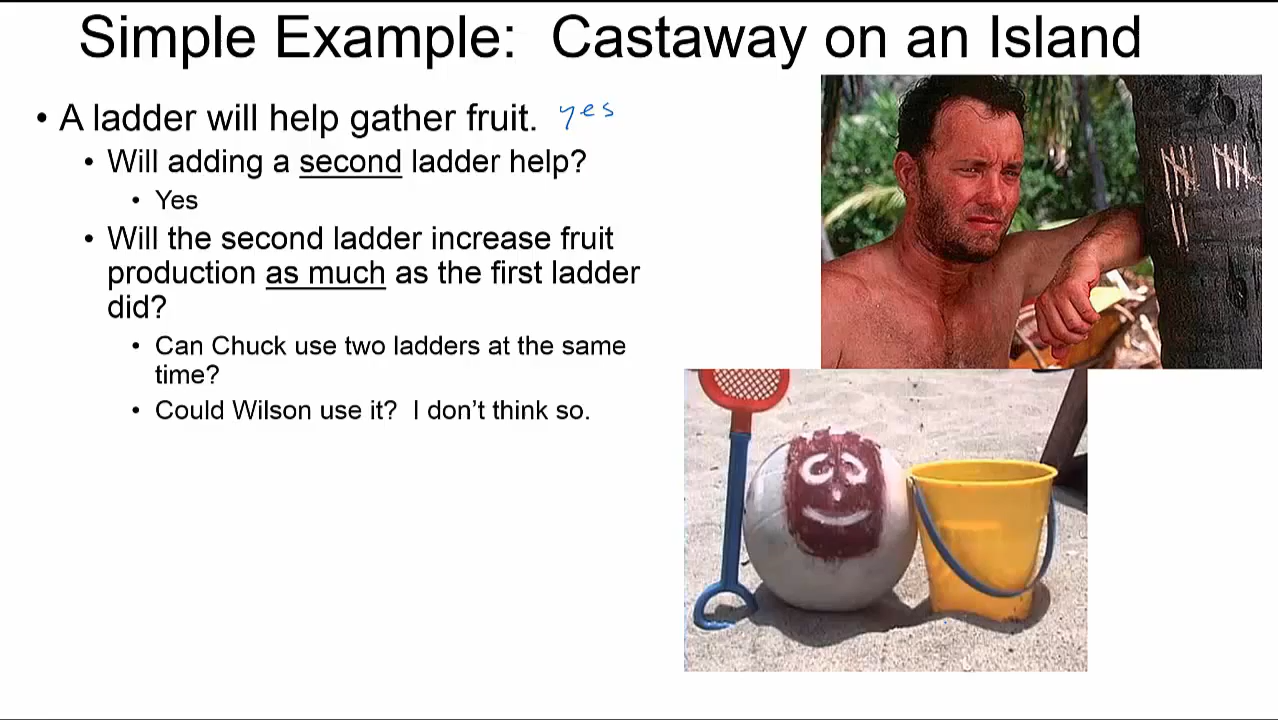 Simple Example: Castaway on an Island
• A ladder will help gather fruit. yes
• Will adding a second ladder help?
• Yes
• Will the second ladder increase fruit
production as much as the first ladder
did?
• Can Chuck use two ladders at the same
time?
• Could Wilson use it? I don't think so.